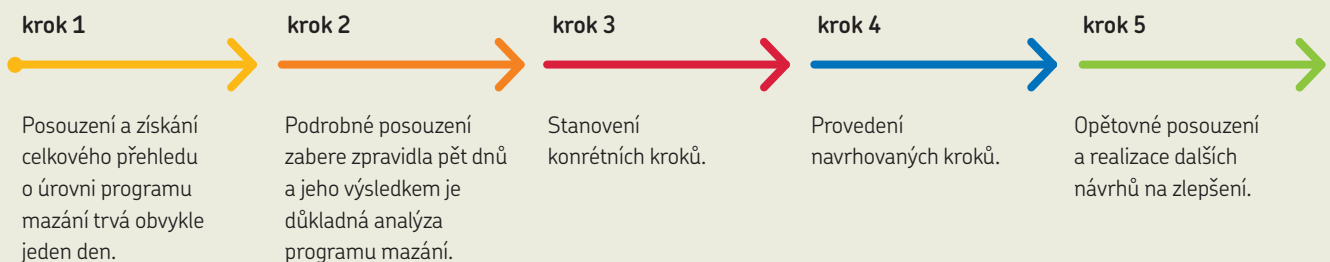 krok 1
Posouzení a získání
celkového přehledu
o úrovni programu
mazání trvá obvykle
jeden den.
krok 2
Podrobné posouzení
zabere zpravidla pět dnů
a jeho výsledkem je
důkladná analýza
programu mazání.
krok 3
Stanovení
konrétních kroků.
krok 4
Provedení
navrhovaných kroků.
krok 5
Opětovné posouzení
a realizace dalších
návrhů na zlepšení.